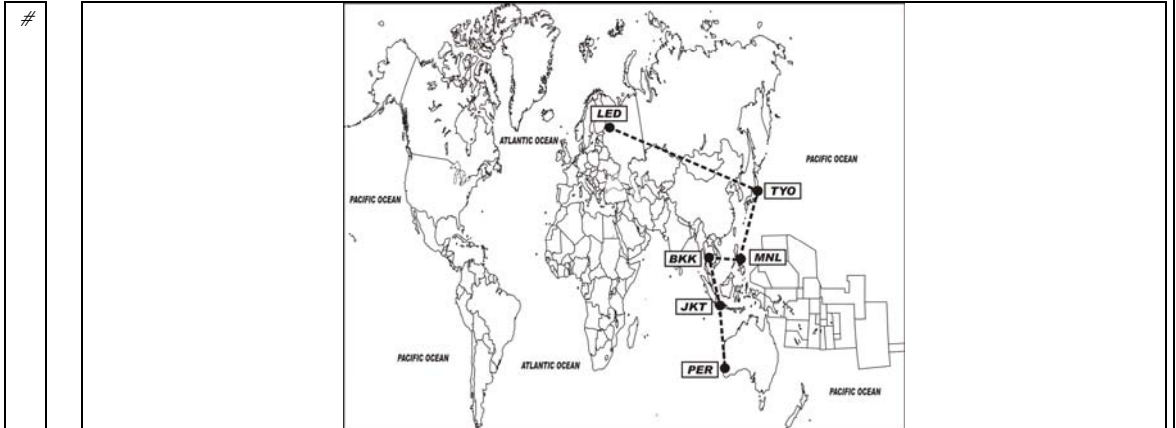 #
LED
ATLANTIC OCEAN
PACIFIC OCEAN
TYO
PACIFIC OCEAN
BKK
MNL
JKT
PACIFIC OCEAN
ATLANTIC OCEAN
PER
PACIFIC OCEAN